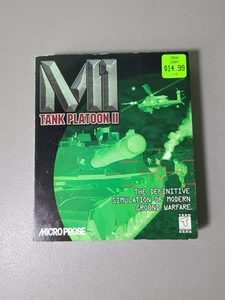 M1
TANK PLATOON II
$14.99
THE DEFINITIVE
SIMULATION OF MODERN
GROUND WARFARE.
MICRO PROSE